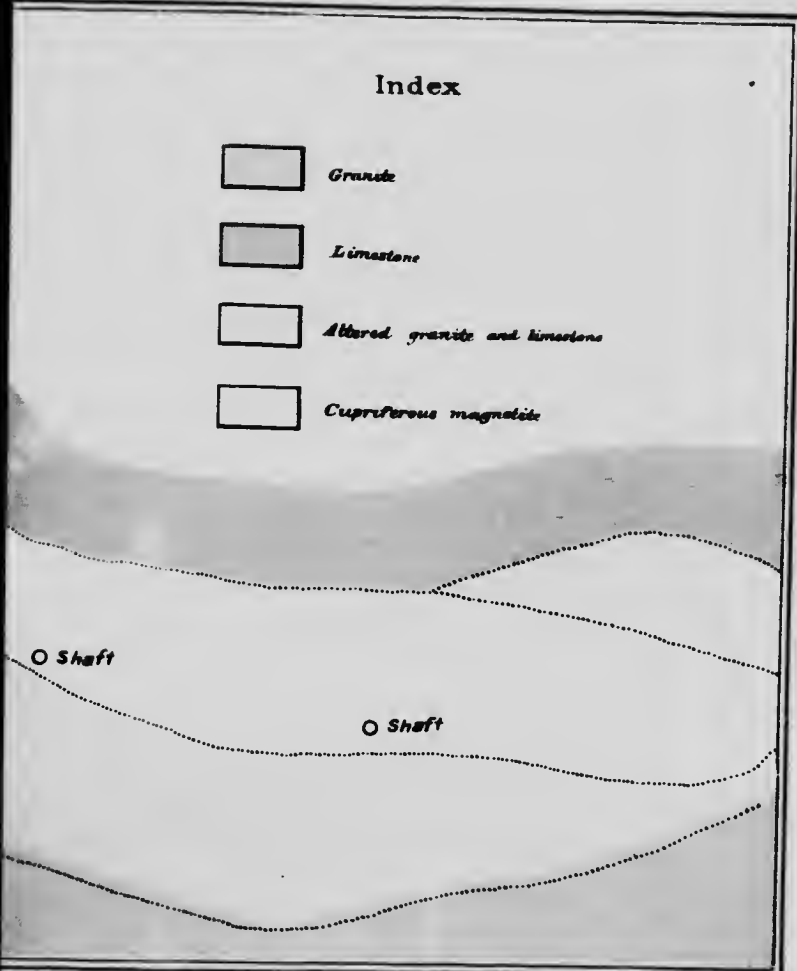 Index
Granite
Limestone
Altered granite and limestone
Cupriferous magnetite
Shaft
Shaft